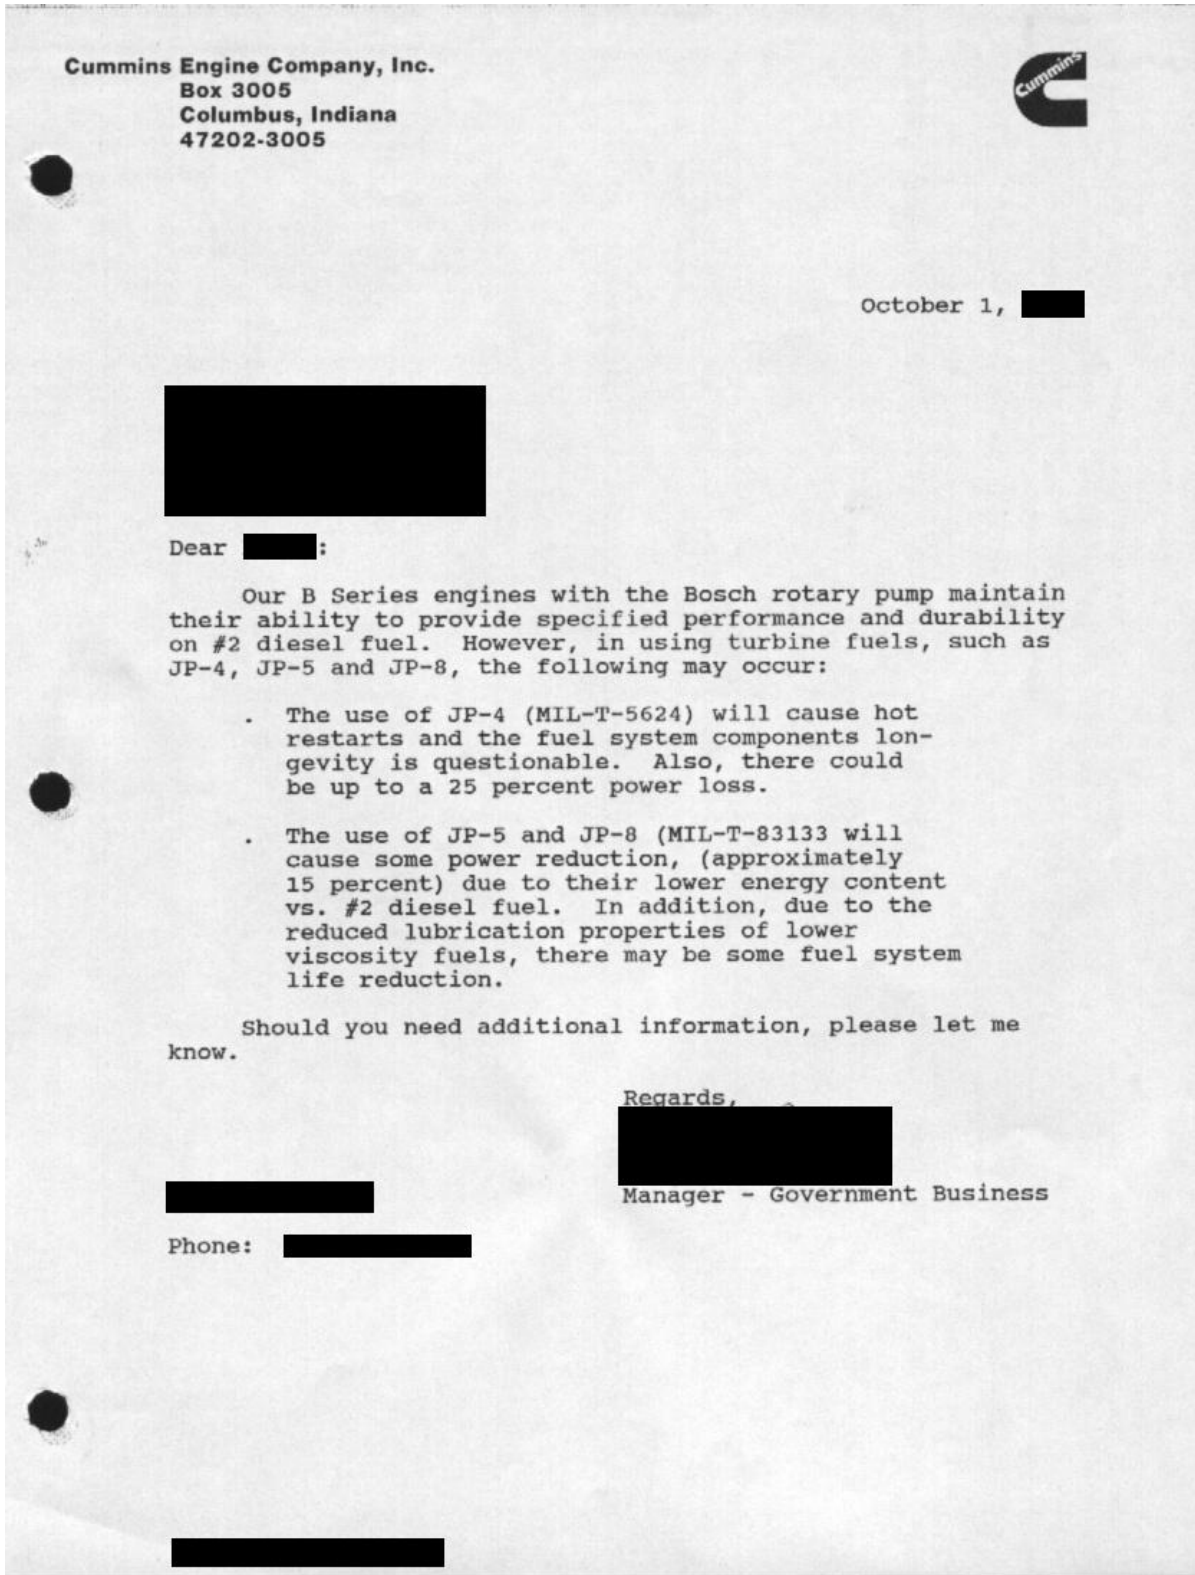 Cummins Engine Company, Inc.
Box 3005
Columbus, Indiana
47202-3005
Cummins
October 1,
Dear :
Our B Series engines with the Bosch rotary pump maintain
their ability to provide specified performance and durability
on #2 diesel fuel. However, in using turbine fuels, such as
JP-4, JP-5 and JP-8, the following may occur:
. The use of JP-4 (MIL-T-5624) will cause hot
restarts and the fuel system components lon-
gevity is questionable. Also, there could
be up to a 25 percent power loss.
. The use of JP-5 and JP-8 (MIL-T-83133 will
cause some power reduction, (approximately
15 percent) due to their lower energy content
vs. #2 diesel fuel. In addition, due to the
reduced lubrication properties of lower
viscosity fuels, there may be some fuel system
life reduction.
Should you need additional information, please let me
know.
Regards,
Manager - Government Business
Phone: